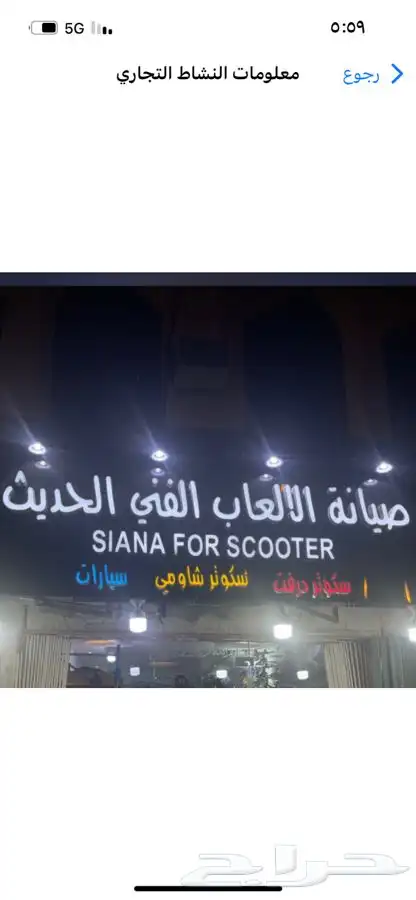 ٥:٥٩
5G
رجوع
معلومات النشاط التجاري
صيانة الالعاب الفني الحديث
SIANA FOR SCOOTER
سكوتر درفت سكوتر شاومي سيارات
حراج